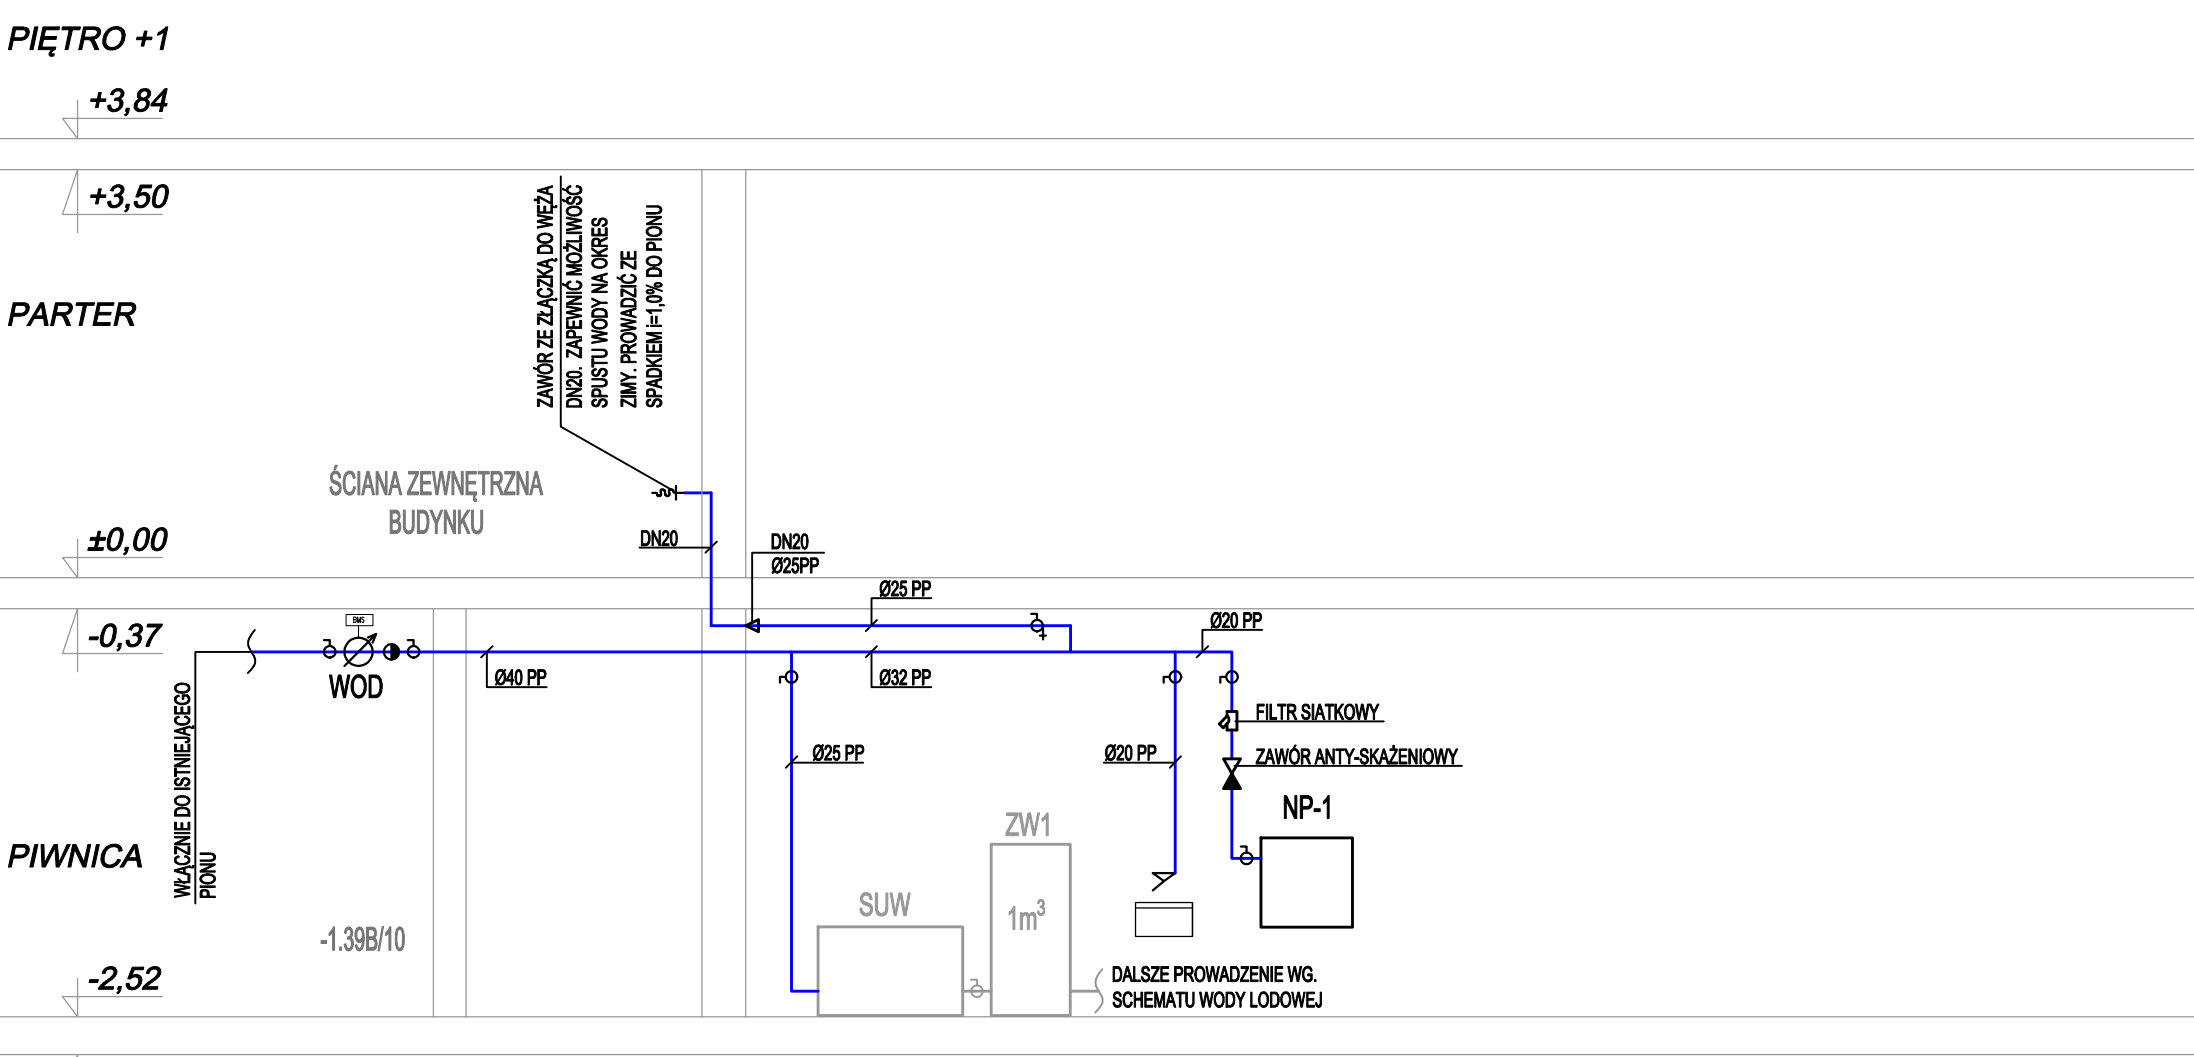 PIĘTRO +1
+3,84
+3,50
PARTER
ZAWÓR ZE ZŁĄCZKĄ DO WĘŻA
DN20. ZAPEWNIĆ MOŻLIWOŚĆ
SPUSTU WODY NA OKRES
ZIMY. PROWADZIĆ ZE
SPADKIEM i=1,0% DO PIONU
ŚCIANA ZEWNĘTRZNA
BUDYNKU
±0,00
DN20
DN20
Ø25PP
Ø25 PP
-0,37
BMS
WOD
Ø40 PP
Ø32 PP
Ø20 PP
WŁĄCZNIE DO ISTNIEJĄCEGO
PIONU
FILTR SIATKOWY
Ø25 PP
Ø20 PP
ZAWÓR ANTY-SKAŻENIOWY
NP-1
ZW1
PIWNICA
SUW
1m³
-1.39B/10
-2,52
DALSZE PROWADZENIE WG.
SCHEMATU WODY LODOWEJ